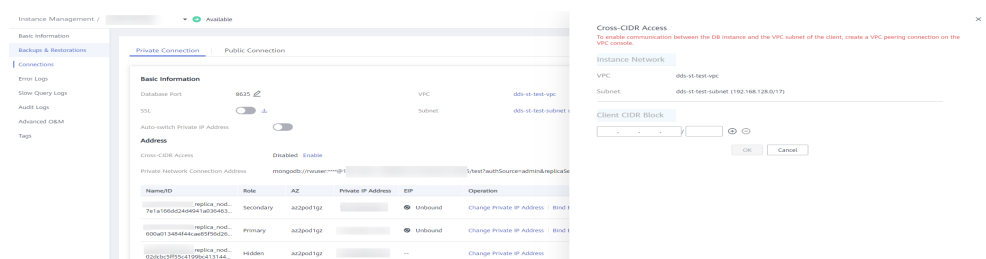 Instance Management /
Available
Basic Information
Backups & Restorations
Connections
Error Logs
Slow Query Logs
Audit Logs
Advanced O&M
Tags
Private Connection
Public Connection
Basic Information
Database Port 8635 VPC dds-st-test-vpc
SSL Subnet dds-st-test-subnet
Auto-switch Private IP Address
Address
Cross-CIDR Access Disabled Enable
Private Network Connection Address mongodb://rwuser:****@1 /test?authSource=admin&replicaSe
Name/ID Role AZ Private IP Address EIP Operation
replica_nod...
7e1a166dd24d4941a036463... Secondary az2pod1gz Unbound Change Private IP Address Bind
replica_nod...
600a013484f44cae85f56d26... Primary az2pod1gz Unbound Change Private IP Address Bind
replica_nod...
02dcbc5ff55c4199bc413144... Hidden az2pod1gz -- Change Private IP Address
Cross-CIDR Access
To enable communication between the DB instance and the VPC subnet of the client, create a VPC peering connection on the
VPC console.
Instance Network
VPC dds-st-test-vpc
Subnet dds-st-test-subnet (192.168.128.0/17)
Client CIDR Block
. . . /
OK Cancel